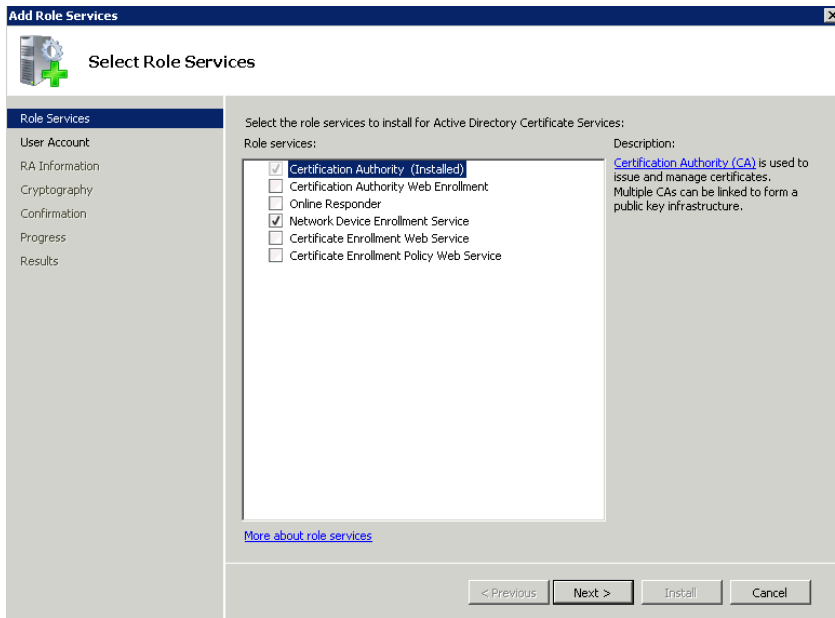 Add Role Services
Select Role Services
Role Services
User Account
RA Information
Cryptography
Confirmation
Progress
Results
Select the role services to install for Active Directory Certificate Services:
Role services:
Certification Authority (Installed)
Certification Authority Web Enrollment
Online Responder
Network Device Enrollment Service
Certificate Enrollment Web Service
Certificate Enrollment Policy Web Service
More about role services
Description:
Certification Authority (CA) is used to
issue and manage certificates.
Multiple CAs can be linked to form a
public key infrastructure.
< Previous
Next >
Install
Cancel